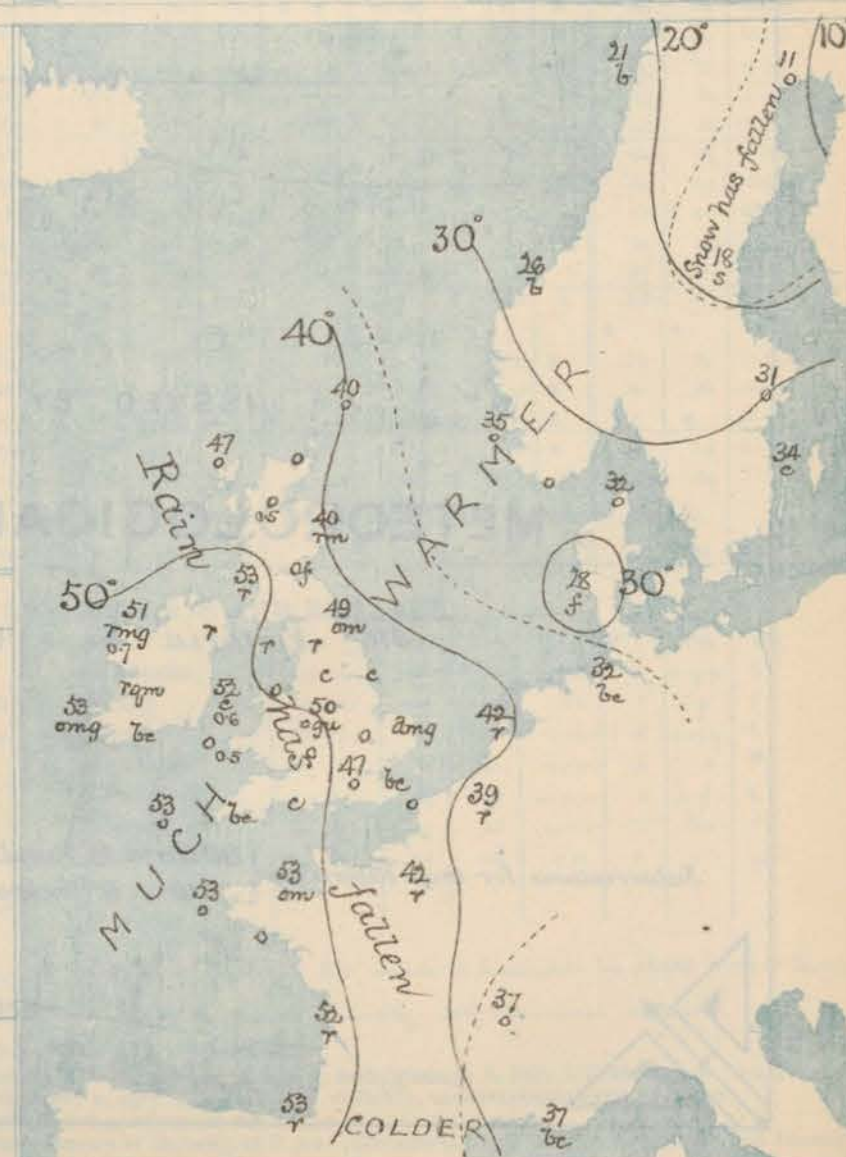 20°
10°
21
b
11
o
Snow has fallen
18
s
30°
26
b
40°
40
31
35
o
47
o
34
c
32
o
Rain
o
05
40
rm
WARMER
50°
53
r
of
28
f
30°
51
rmg
07
49
om
r
r
r
32
bc
c
c
rqm
52
c
06
50
ogu
has
53
omg
bc
o
omg
42
r
05
f
47
o
bc
39
r
53
o
MUCH
bc
c
o
53
om
42
r
53
o
fallen
o
52
r
37
o
53
r
COLDER
37
bc